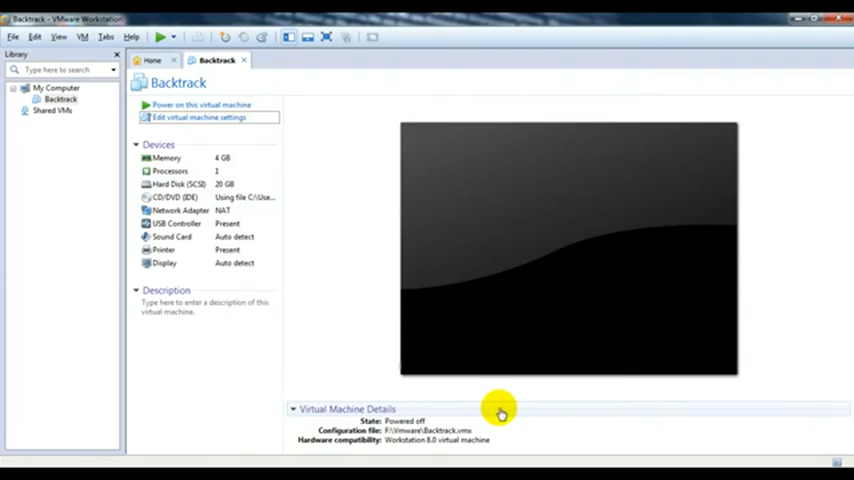 Backtrack - VMware Workstation
File Edit View VM Tabs Help
Library
Type here to search
My Computer
Backtrack
Shared VMs
Home
Backtrack
Backtrack
Power on this virtual machine
Edit virtual machine settings
Devices
Memory 4 GB
Processors 1
Hard Disk (SCSI) 20 GB
CD/DVD (IDE) Using file C:\Use...
Network Adapter NAT
USB Controller Present
Sound Card Auto detect
Printer Present
Display Auto detect
Description
Type here to enter a description of this
virtual machine.
Virtual Machine Details
State: Powered off
Configuration file: F:\Vmware\Backtrack.vmx
Hardware compatibility: Workstation 8.0 virtual machine